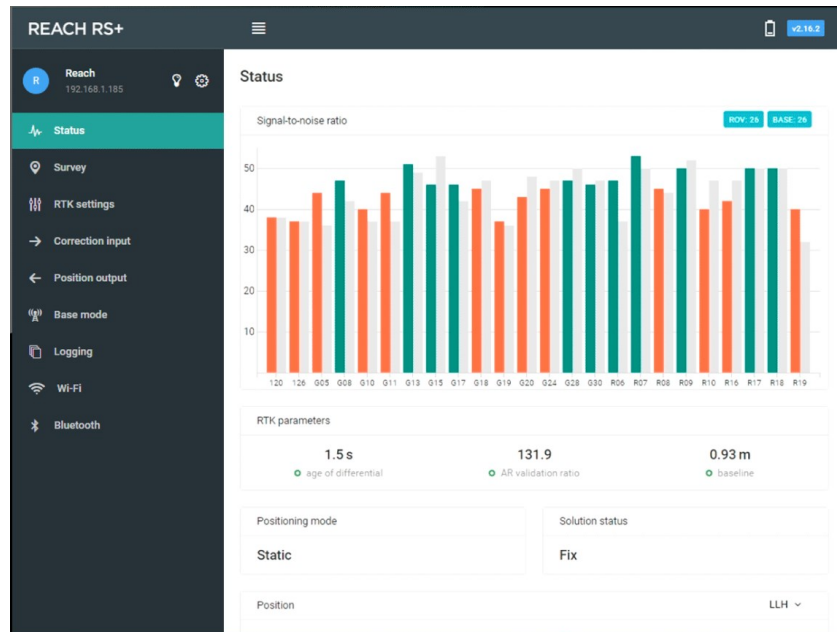 REACH RS+
v2.16.2
R
Reach
192.168.1.185
Status
Survey
RTK settings
Correction input
Position output
Base mode
Logging
Wi-Fi
Bluetooth
Status
Signal-to-noise ratio
ROV: 26 BASE: 26
50
40
30
20
10
120 126 G05 G08 G10 G11 G13 G15 G17 G18 G19 G20 G24 G28 G30 R06 R07 R08 R09 R10 R16 R17 R18 R19
RTK parameters
1.5 s 131.9 0.93 m
age of differential AR validation ratio baseline
Positioning mode Solution status
Static Fix
Position LLH